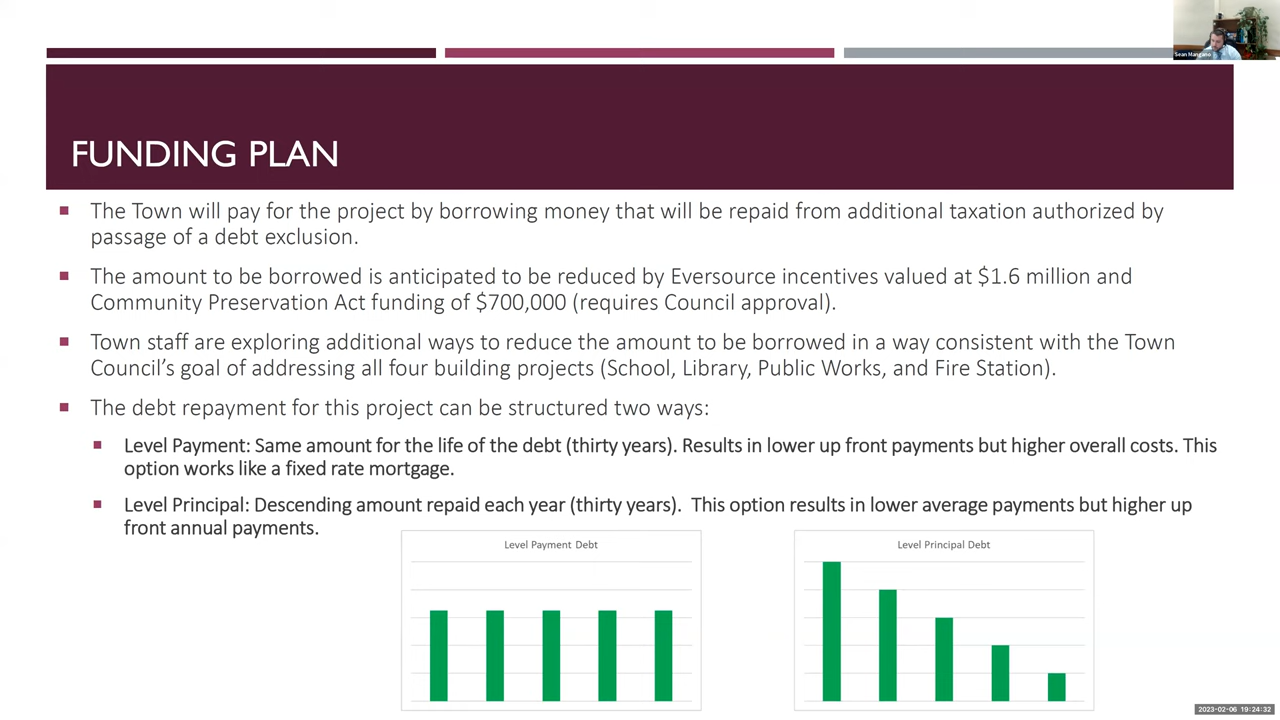 Sean Mangano
FUNDING PLAN
▪ The Town will pay for the project by borrowing money that will be repaid from additional taxation authorized by
passage of a debt exclusion.
▪ The amount to be borrowed is anticipated to be reduced by Eversource incentives valued at $1.6 million and
Community Preservation Act funding of $700,000 (requires Council approval).
▪ Town staff are exploring additional ways to reduce the amount to be borrowed in a way consistent with the Town
Council’s goal of addressing all four building projects (School, Library, Public Works, and Fire Station).
▪ The debt repayment for this project can be structured two ways:
▪ Level Payment: Same amount for the life of the debt (thirty years). Results in lower up front payments but higher overall costs. This
option works like a fixed rate mortgage.
▪ Level Principal: Descending amount repaid each year (thirty years). This option results in lower average payments but higher up
front annual payments.
Level Payment Debt
Level Principal Debt
2023-02-06 19:24:32